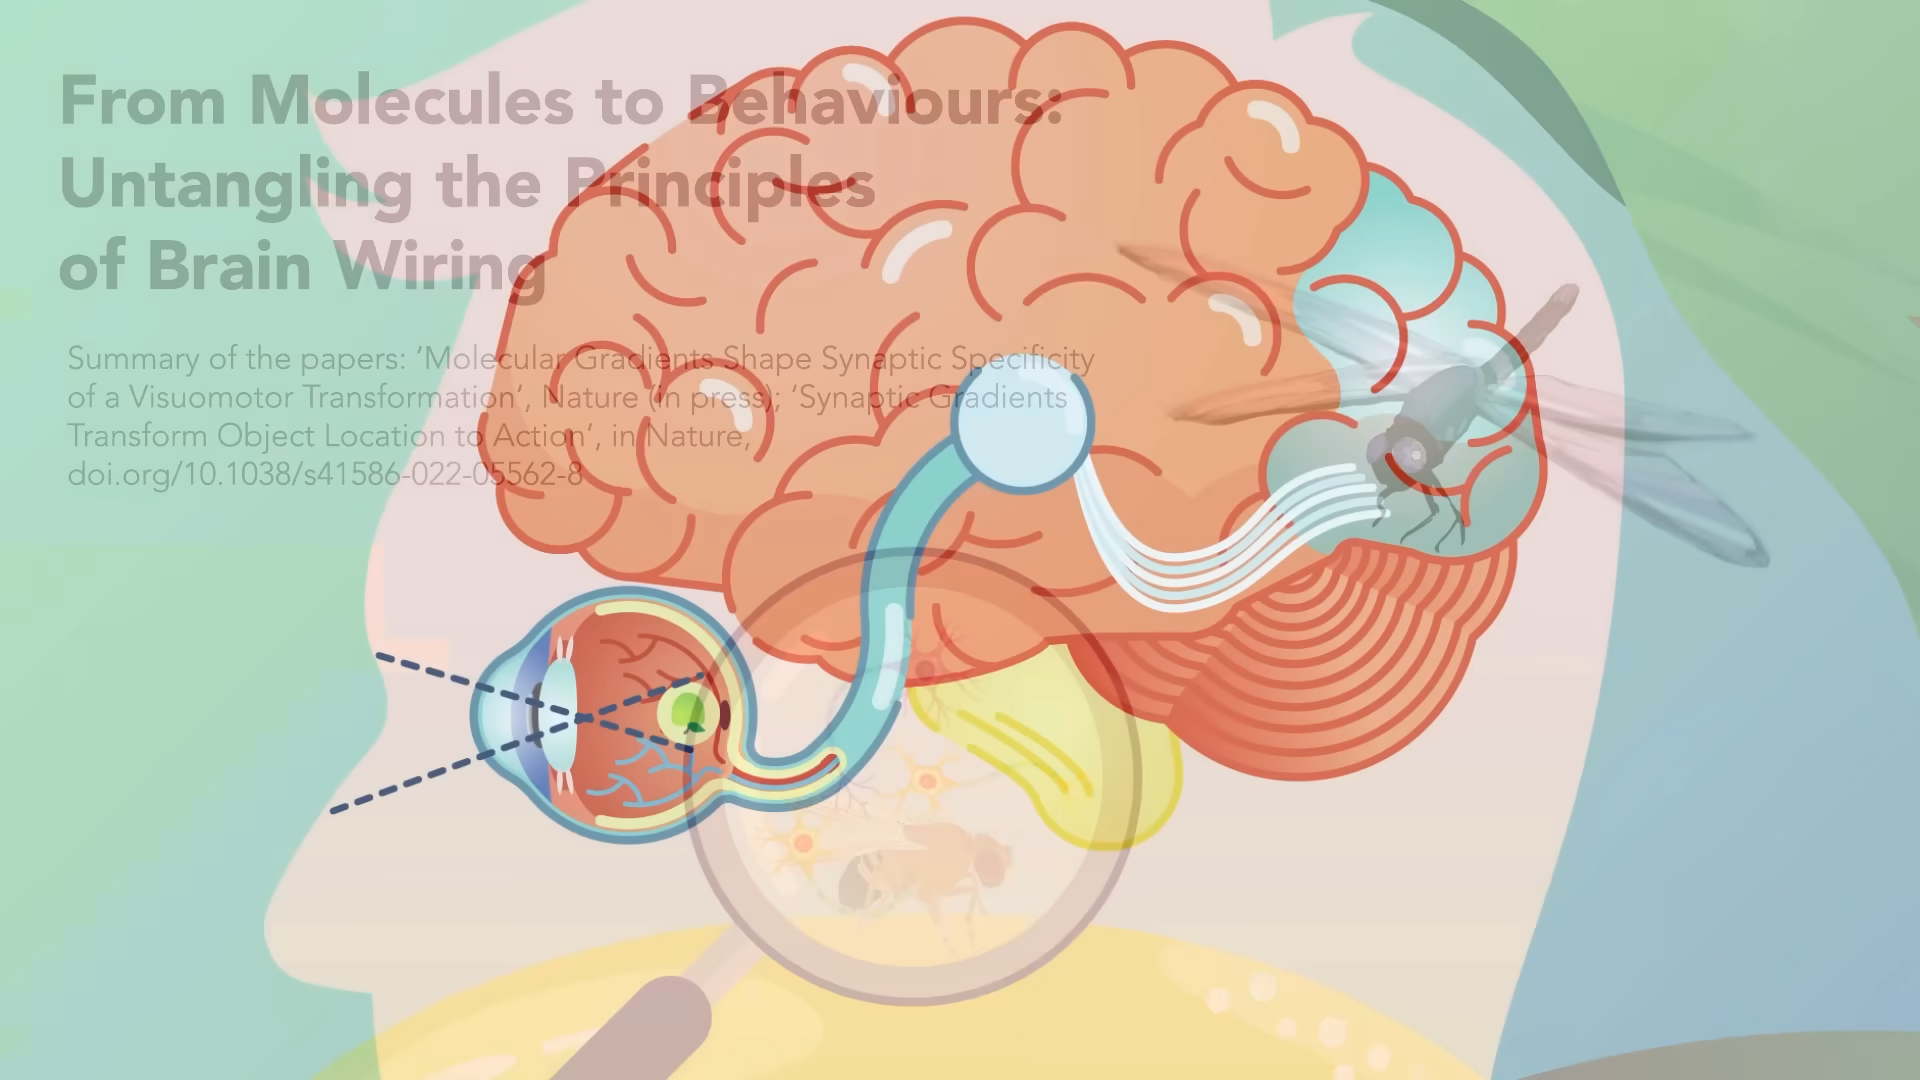 From Molecules to Behaviours:
Untangling the Principles
of Brain Wiring
Summary of the papers: ‘Molecular Gradients Shape Synaptic Specificity
of a Visuomotor Transformation’, Nature (in press); ‘Synaptic Gradients
Transform Object Location to Action’, in Nature,
doi.org/10.1038/s41586-022-05562-8